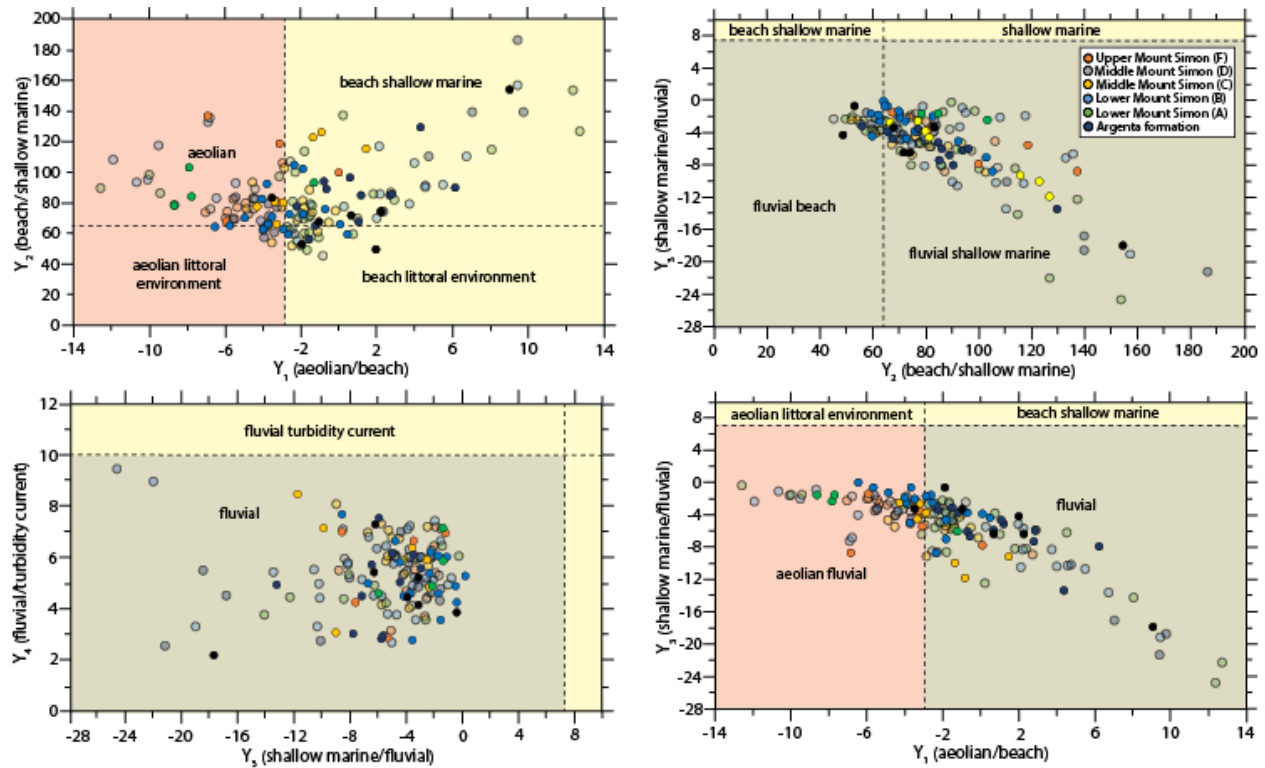 200
180
160
140
120
100
80
60
40
20
0
Y2 (beach/shallow marine)
beach shallow marine
aeolian
aeolian littoral
environment
beach littoral environment
-14
-10
-6
-2
2
6
14
Y1 (aeolian/beach)
beach shallow marine
shallow marine
8
4
0
-4
-8
-12
-16
-20
-24
-28
Y3 (shallow marine/fluvial)
Upper Mount Simon (F)
Middle Mount Simon (D)
Middle Mount Simon (C)
Lower Mount Simon (B)
Lower Mount Simon (A)
Argenta formation
fluvial beach
fluvial shallow marine
0
20
40
60
80
100
120
140
160
180
200
Y2 (beach/shallow marine)
12
10
8
6
4
2
0
Y4 (fluvial/turbidity current)
fluvial turbidity current
fluvial
-28
-24
-20
-16
-12
-8
-4
0
4
8
Y3 (shallow marine/fluvial)
aeolian littoral environment
beach shallow marine
8
4
0
-4
-8
-12
-16
-20
-24
-28
Y3 (shallow marine/fluvial)
fluvial
aeolian fluvial
-14
-10
-6
-2
2
6
10
14
Y1 (aeolian/beach)